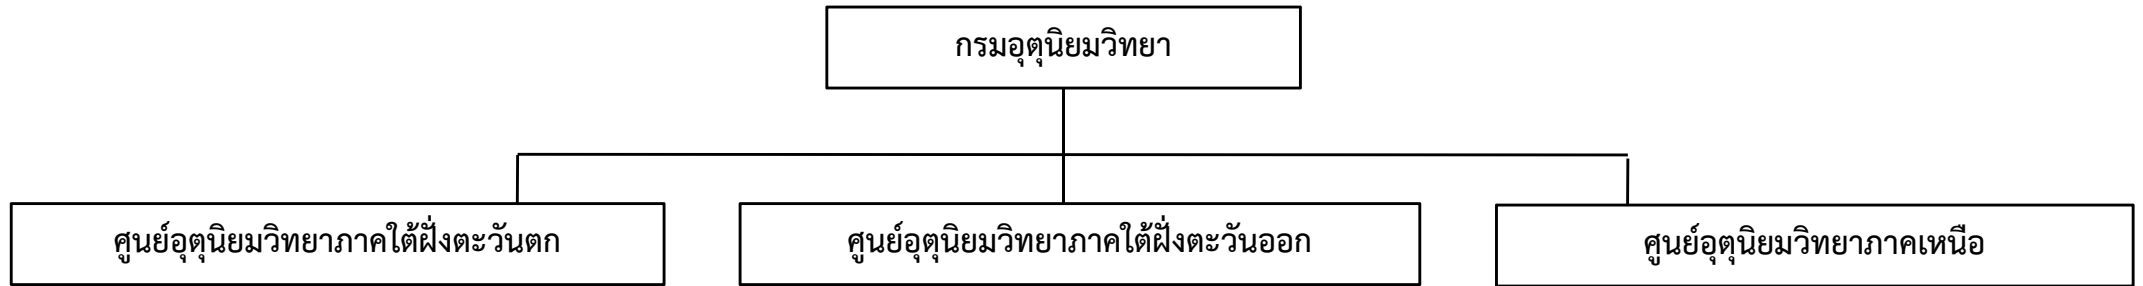 กรมอุตุนิยมวิทยา
ศูนย์อุตุนิยมวิทยาภาคใต้ฝั่งตะวันตก
ศูนย์อุตุนิยมวิทยาภาคใต้ฝั่งตะวันออก
ศูนย์อุตุนิยมวิทยาภาคเหนือ